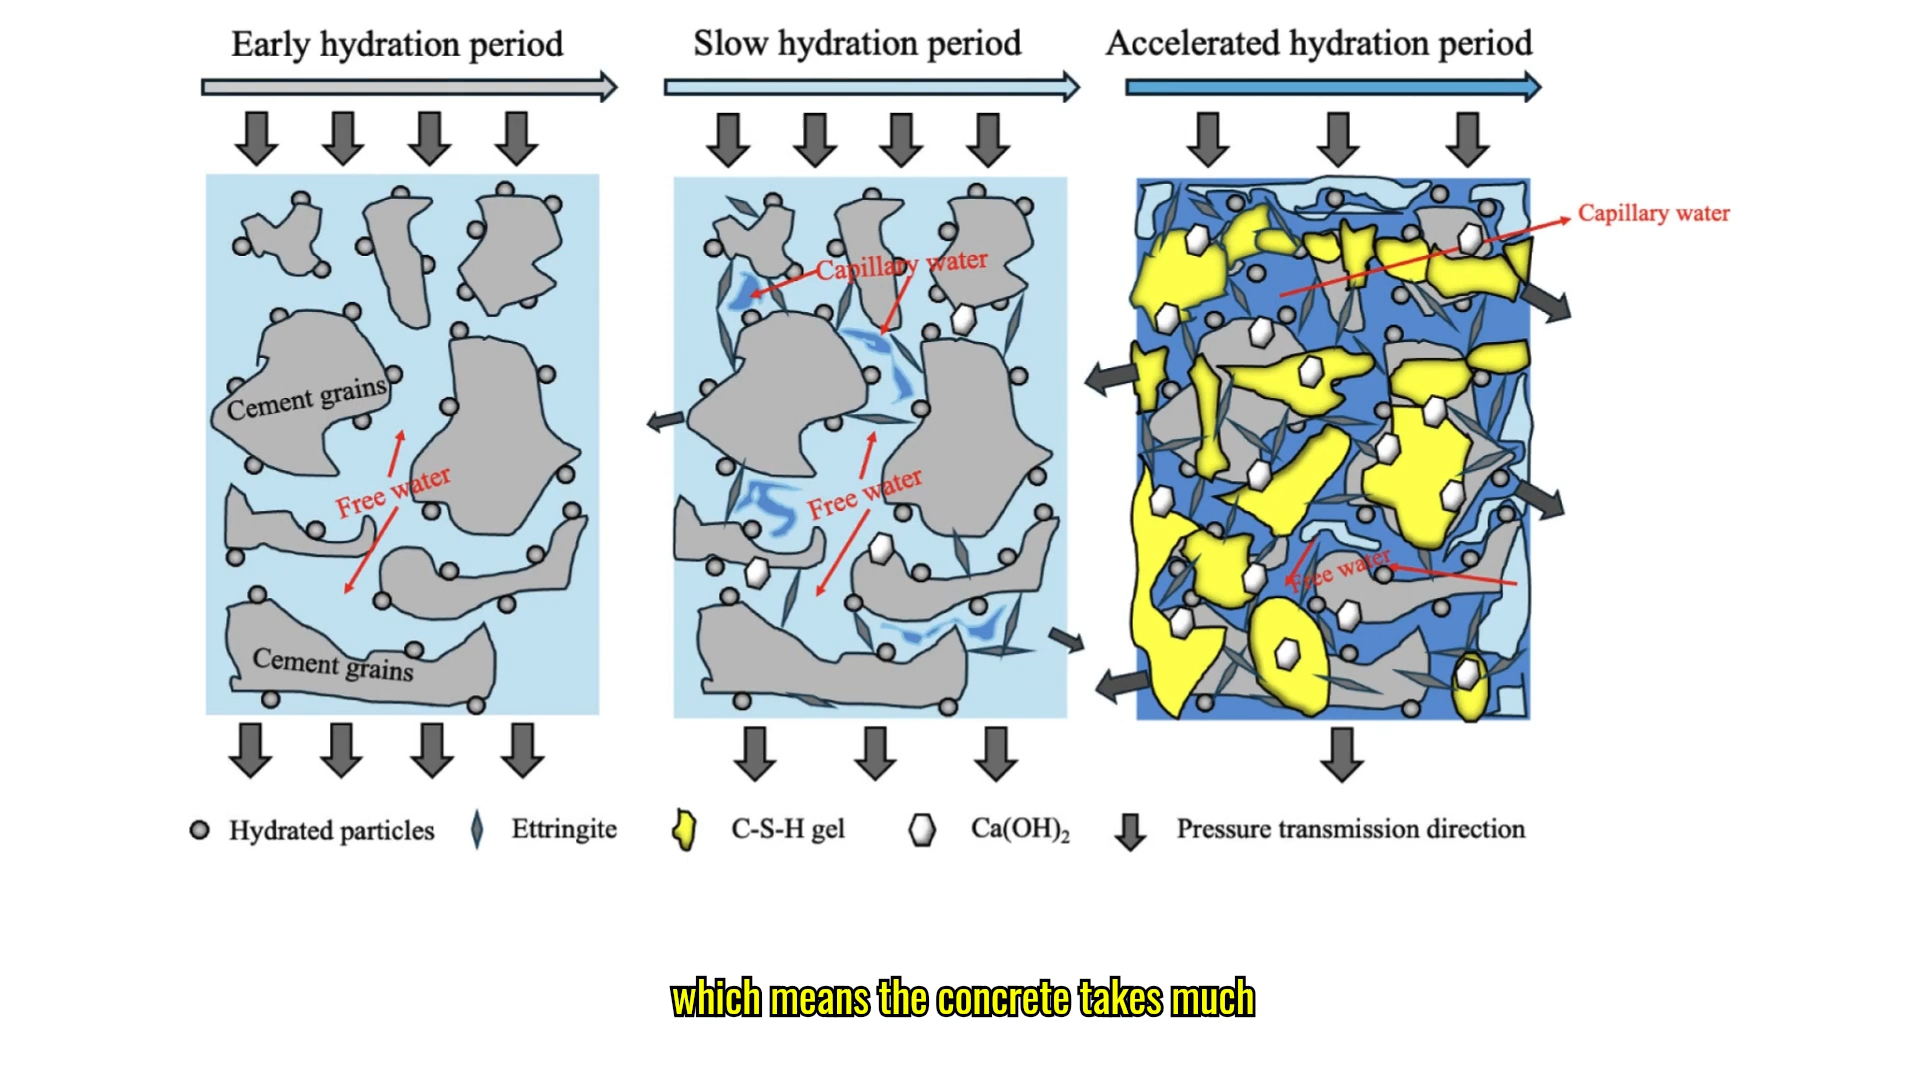 Early hydration period
Slow hydration period
Accelerated hydration period
Capillary water
Capillary water
Cement grains
Free water
Free water
Free water
Cement grains
Hydrated particles
Ettringite
C-S-H gel
Ca(OH)₂
Pressure transmission direction
which means the concrete takes much